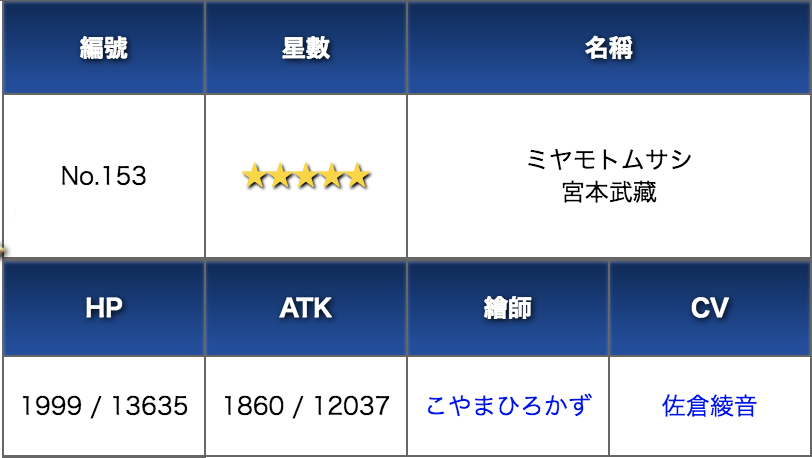 編號 星數 名稱
No.153 ★★★★★ ミヤモトムサシ
宮本武藏
HP ATK 繪師 CV
1999 / 13635 1860 / 12037 こやまひろかず 佐倉綾音